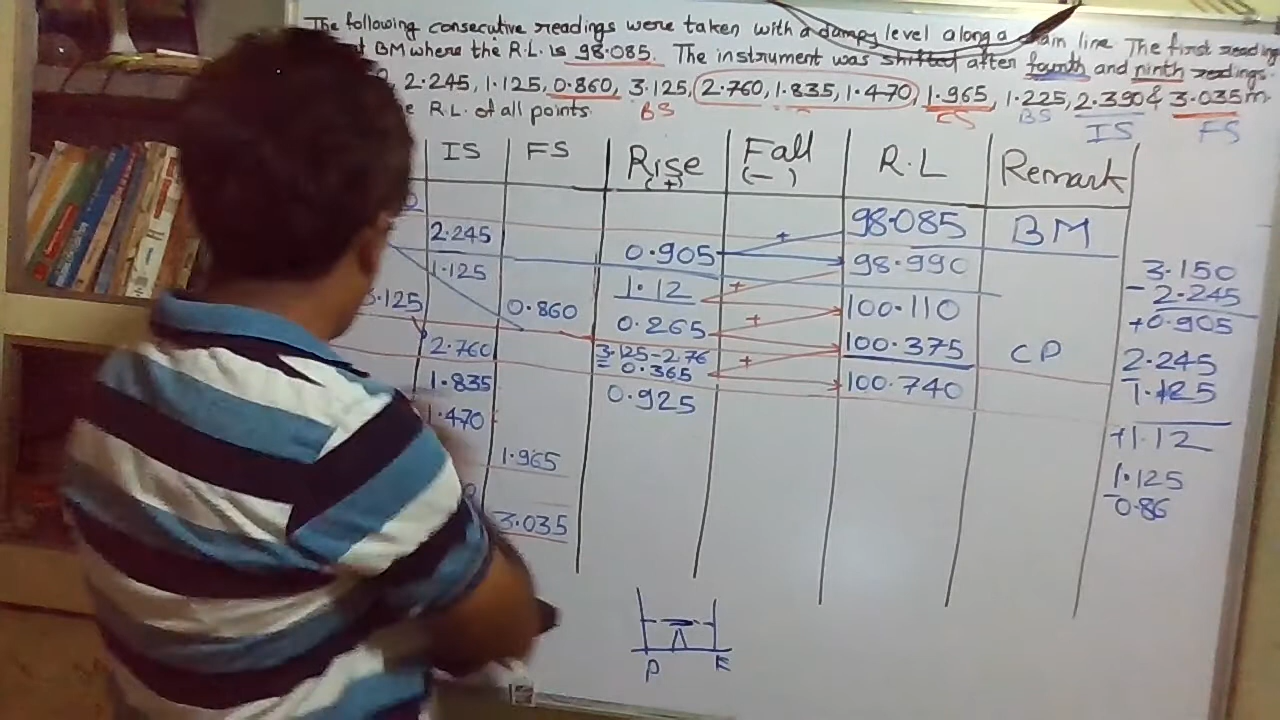 The following consecutive readings were taken with a dumpy level along a chain line The first reading
BM where the R.L. is 98.085. The instrument was shifted after fourth and ninth readings.
2.245, 1.125, 0.860, 3.125, 2.760, 1.835, 1.470, 1.965, 1.225, 2.390 & 3.035m.
R.L. of all points. BS CS BS IS FS
IS FS Rise (+) Fall (-) R.L Remark
98.085 BM
2.245 0.905 98.990
1.125 1.12 100.110
3.125 0.860 0.265 100.375 CP
2.760 3.125-2.76
= 0.365 100.740
1.835 0.925
1.470
1.965
3.035
3.150
- 2.245
+0.905
2.245
- 1.125
+1.12
1.125
-0.86
P